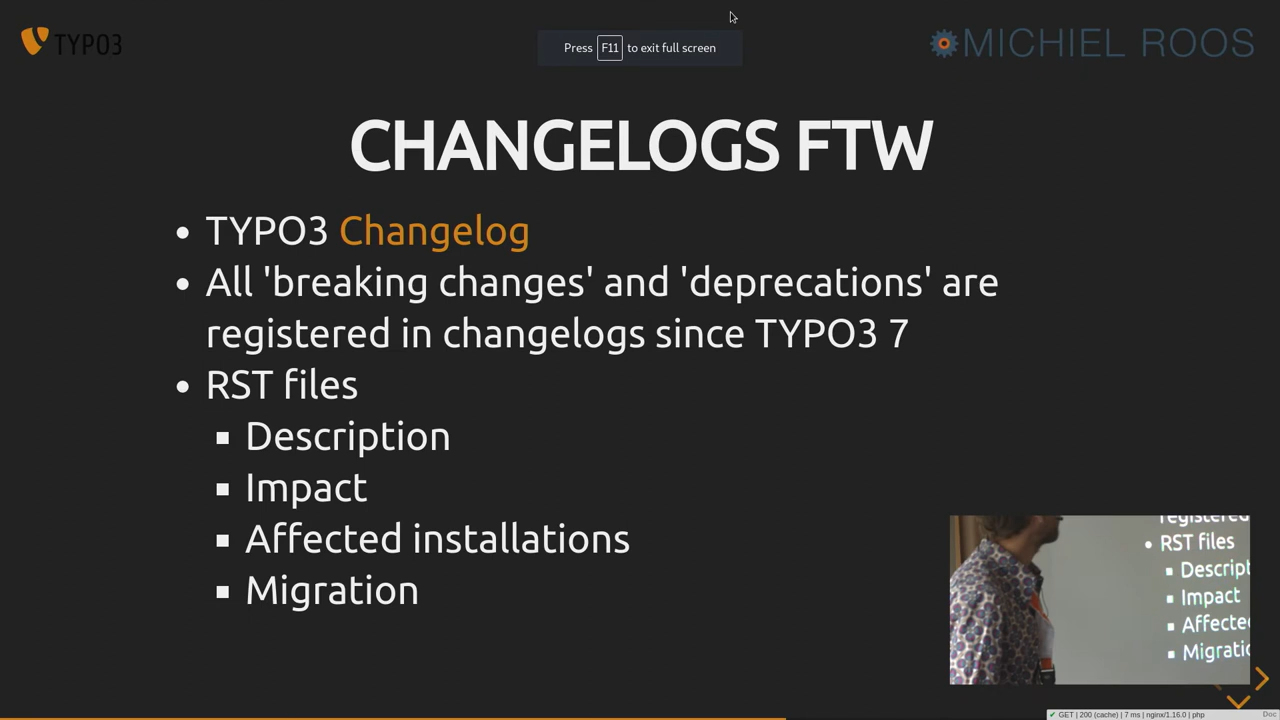 TYPO3
Press F11 to exit full screen
MICHIEL ROOS
CHANGELOGS FTW
• TYPO3 Changelog
• All 'breaking changes' and 'deprecations' are
registered in changelogs since TYPO3 7
• RST files
▪ Description
▪ Impact
▪ Affected installations
▪ Migration
registered
• RST files
▪ Descript
▪ Impact
▪ Affecte
▪ Migratio
✔ GET | 200 (cache) | 7 ms | nginx/1.16.0 | php
Doc